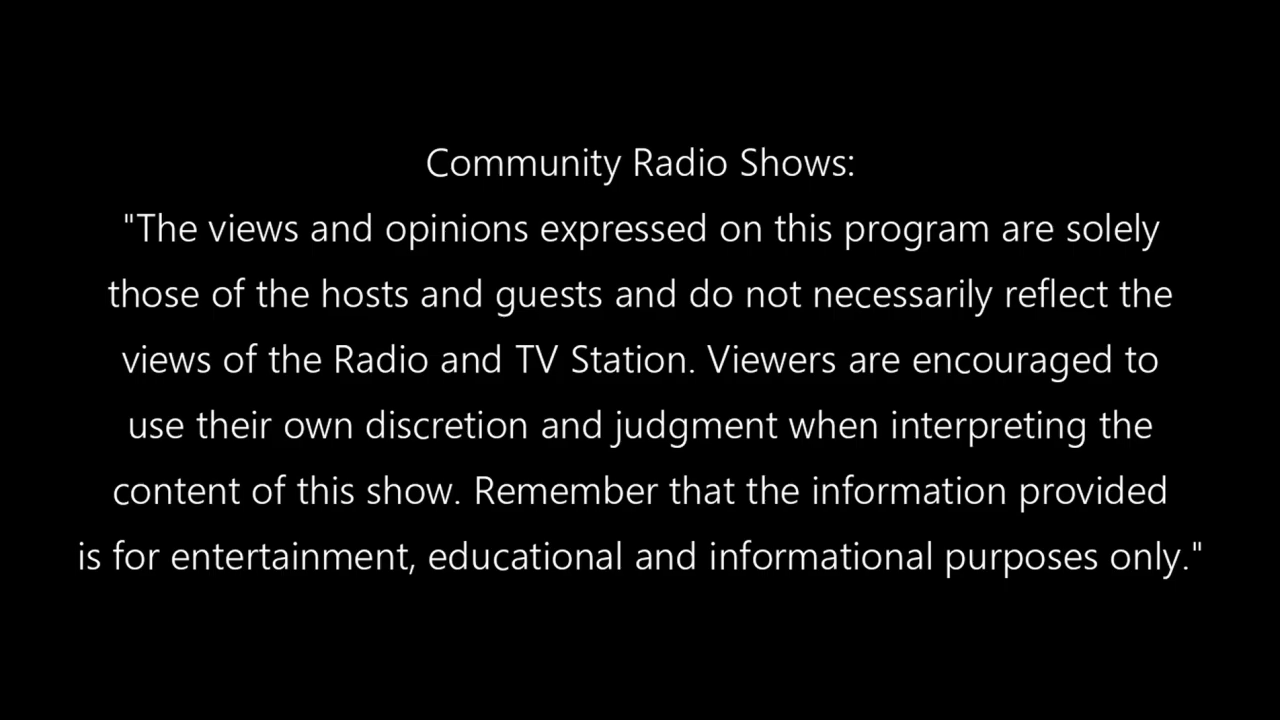 Community Radio Shows:
"The views and opinions expressed on this program are solely
those of the hosts and guests and do not necessarily reflect the
views of the Radio and TV Station. Viewers are encouraged to
use their own discretion and judgment when interpreting the
content of this show. Remember that the information provided
is for entertainment, educational and informational purposes only."